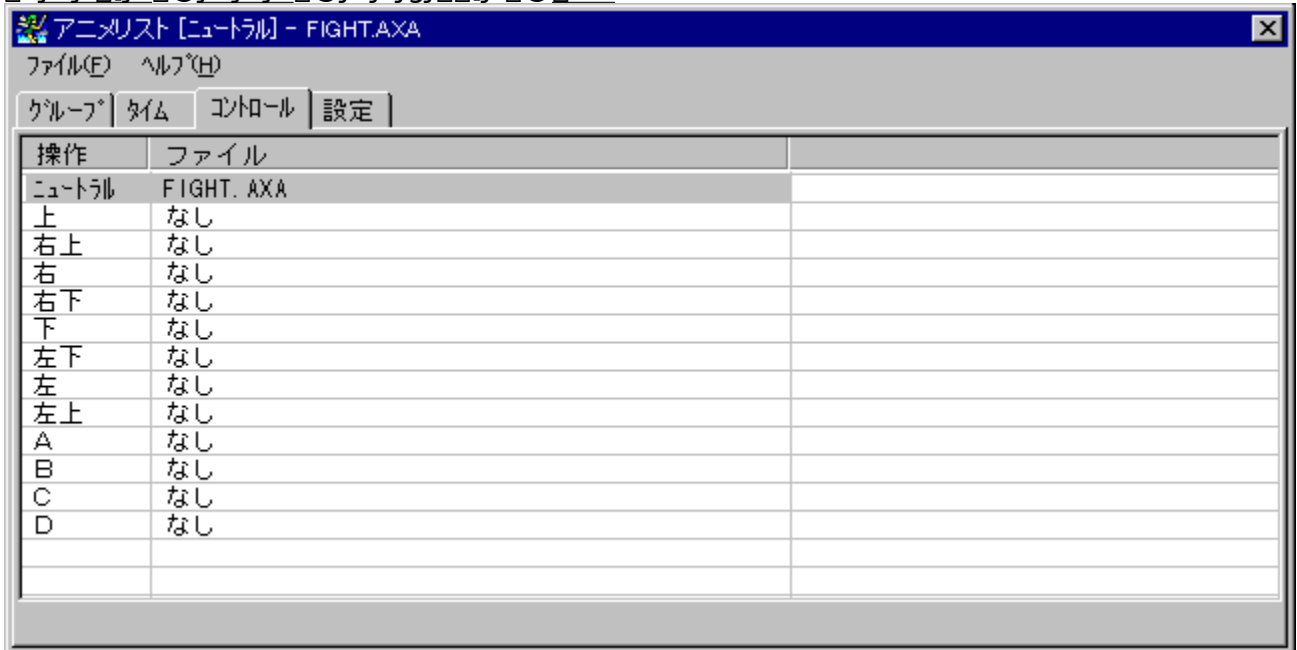 アニメリスト [ニュートラル] - FIGHT.AXA
ファイル(F) ヘルプ(H)
グループ タイム コントロール 設定
操作 ファイル
ニュートラル FIGHT.AXA
上 なし
右上 なし
右 なし
右下 なし
下 なし
左下 なし
左 なし
左上 なし
A なし
B なし
C なし
D なし